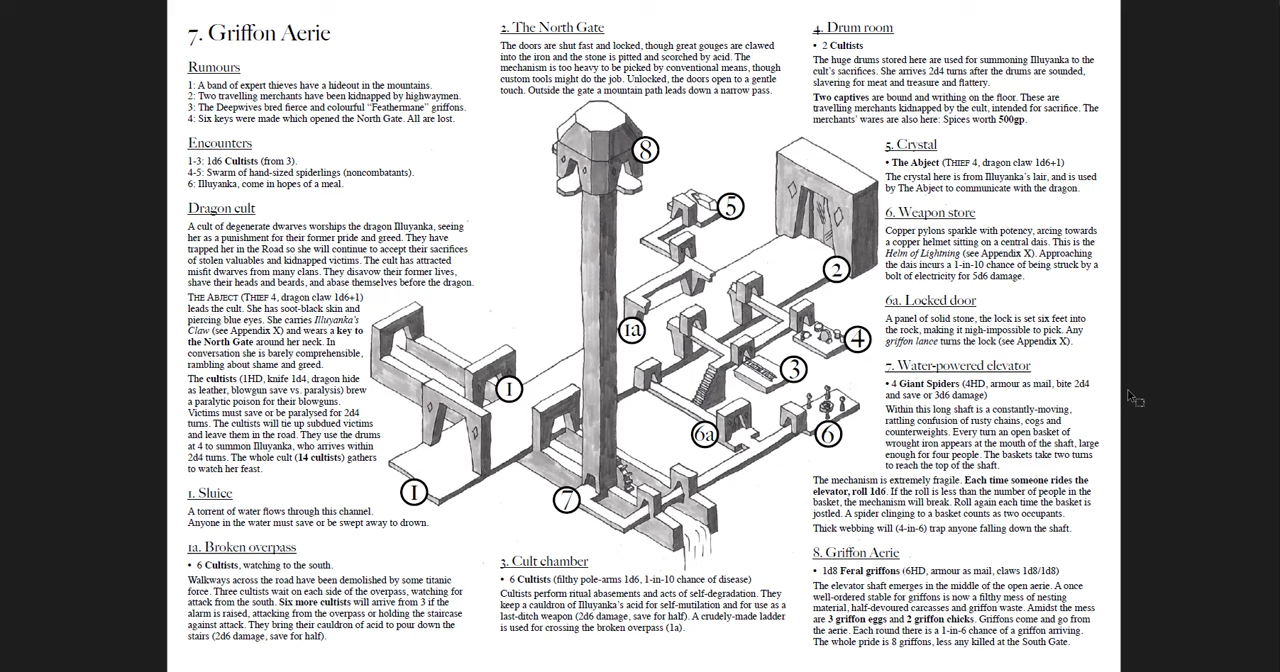 7. Griffon Aerie
Rumours
1: A band of expert thieves have a hideout in the mountains.
2: Two travelling merchants have been kidnapped by highwaymen.
3: The Deepwives bred fierce and colourful “Feathermane” griffons.
4: Six keys were made which opened the North Gate. All are lost.
Encounters
1-3: 1d6 Cultists (from 3).
4-5: Swarm of hand-sized spiderlings (noncombatants).
6: Illuyanka, come in hopes of a meal.
Dragon cult
A cult of degenerate dwarves worships the dragon Illuyanka, seeing
her as a punishment for their former pride and greed. They have
trapped her in the Road so she will continue to accept their sacrifices
of stolen valuables and kidnapped victims. The cult has attracted
misfit dwarves from many clans. They disavow their former lives,
shave their heads and beards, and abase themselves before the dragon.
THE ABJECT (THIEF 4, dragon claw 1d6+1)
leads the cult. She has soot-black skin and
piercing blue eyes. She carries Illuyanka's
Claw (see Appendix X) and wears a key to
the North Gate around her neck. In
conversation she is barely comprehensible,
rambling about shame and greed.
The cultists (1HD, knife 1d4, dragon hide
as leather, blowgun save vs. paralysis) brew
a paralytic poison for their blowguns.
Victims must save or be paralysed for 2d4
turns. The cultists will tie up subdued victims
and leave them in the road. They use the drums
at 4 to summon Illuyanka, who arrives within
2d4 turns. The whole cult (14 cultists) gathers
to watch her feast.
1. Sluice
A torrent of water flows through this channel.
Anyone in the water must save or be swept away to drown.
1a. Broken overpass
• 6 Cultists, watching to the south.
Walkways across the road have been demolished by some titanic
force. Three cultists wait on each side of the overpass, watching for
attack from the south. Six more cultists will arrive from 3 if the
alarm is raised, attacking from the overpass or holding the staircase
against attack. They bring their cauldron of acid to pour down the
stairs (2d6 damage, save for half).
2. The North Gate
The doors are shut fast and locked, though great gouges are clawed
into the iron and the stone is pitted and scorched by acid. The
mechanism is too heavy to be picked by conventional means, though
custom tools might do the job. Unlocked, the doors open to a gentle
touch. Outside the gate a mountain path leads down a narrow pass.
8
5
2
1a
4
3
1
6a
6
1
7
3. Cult chamber
• 6 Cultists (filthy pole-arms 1d6, 1-in-10 chance of disease)
Cultists perform ritual abasements and acts of self-degradation. They
keep a cauldron of Illuyanka's acid for self-mutilation and for use as a
last-ditch weapon (2d6 damage, save for half). A crudely-made ladder
is used for crossing the broken overpass (1a).
4. Drum room
• 2 Cultists
The huge drums stored here are used for summoning Illuyanka to the
cult's sacrifices. She arrives 2d4 turns after the drums are sounded,
slavering for meat and treasure and flattery.
Two captives are bound and writhing on the floor. These are
travelling merchants kidnapped by the cult, intended for sacrifice. The
merchants' wares are also here: Spices worth 500gp.
5. Crystal
• The Abject (THIEF 4, dragon claw 1d6+1)
The crystal here is from Illuyanka's lair, and is used
by The Abject to communicate with the dragon.
6. Weapon store
Copper pylons sparkle with potency, arcing towards
a copper helmet sitting on a central dais. This is the
Helm of Lightning (see Appendix X). Approaching
the dais incurs a 1-in-10 chance of being struck by a
bolt of electricity for 5d6 damage.
6a. Locked door
A panel of solid stone, the lock is set six feet into
the rock, making it nigh-impossible to pick. Any
griffon lance turns the lock (see Appendix X).
7. Water-powered elevator
• 4 Giant Spiders (4HD, armour as mail, bite 2d4
and save or 3d6 damage)
Within this long shaft is a constantly-moving,
rattling confusion of rusty chains, cogs and
counterweights. Every turn an open basket of
wrought iron appears at the mouth of the shaft, large
enough for four people. The baskets take two turns
to reach the top of the shaft.
The mechanism is extremely fragile. Each time someone rides the
elevator, roll 1d6. If the roll is less than the number of people in the
basket, the mechanism will break. Roll again each time the basket is
jostled. A spider clinging to a basket counts as two occupants.
Thick webbing will (4-in-6) trap anyone falling down the shaft.
8. Griffon Aerie
• 1d8 Feral griffons (6HD, armour as mail, claws 1d8/1d8)
The elevator shaft emerges in the middle of the open aerie. A once
well-ordered stable for griffons is now a filthy mess of nesting
material, half-devoured carcasses and griffon waste. Amidst the mess
are 3 griffon eggs and 2 griffon chicks. Griffons come and go from
the aerie. Each round there is a 1-in-6 chance of a griffon arriving.
The whole pride is 8 griffons, less any killed at the South Gate.